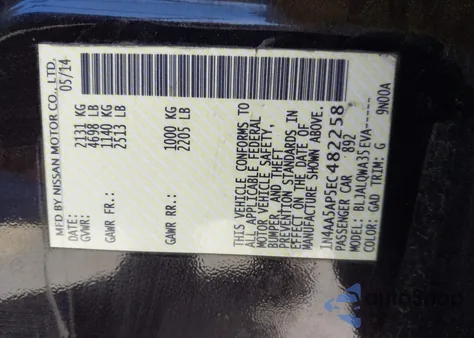 MFD BY NISSAN MOTOR CO., LTD.
DATE: 05/14
GVWR: 2131 KG
4698 LB
GAWR FR: 1140 KG
2513 LB
GAWR RR: 1000 KG
2205 LB
THIS VEHICLE CONFORMS TO
ALL APPLICABLE FEDERAL
MOTOR VEHICLE SAFETY,
BUMPER, AND THEFT
PREVENTION STANDARDS IN
EFFECT ON THE DATE OF
MANUFACTURE SHOWN ABOVE.
1N4AA5AP5EC482258
PASSENGER CAR 892
MODEL: BLJALQWA35EVA-----
COLOR: GAD TRIM: G 9N00A
AutoShop